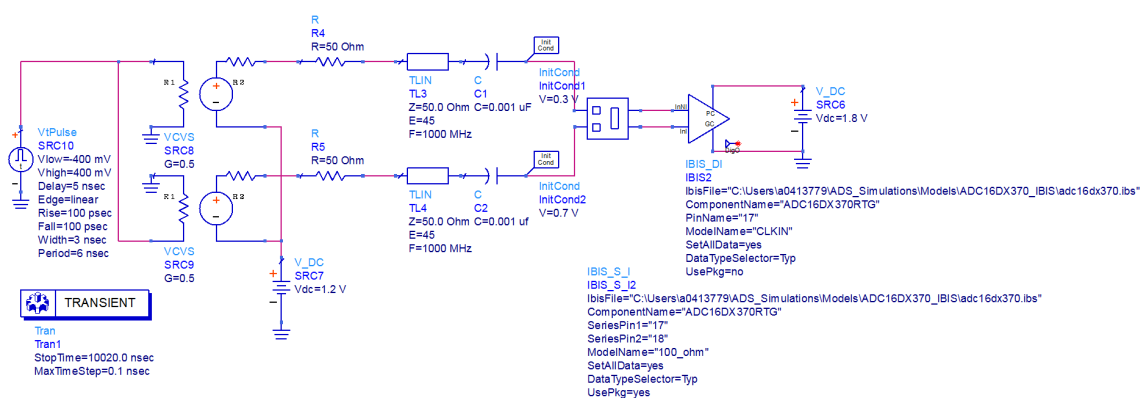 R
R4
R=50 Ohm
Init
Cond
R1
R2
TLIN
TL3
Z=50.0 Ohm
E=45
F=1000 MHz
C
C1
C=0.001 uF
InitCond
InitCond1
V=0.3 V
VtPulse
SRC10
Vlow=-400 mV
Vhigh=400 mV
Delay=5 nsec
Edge=linear
Rise=100 psec
Fall=100 psec
Width=3 nsec
Period=6 nsec
VCVS
SRC8
G=0.5
R
R5
R=50 Ohm
Init
Cond
R1
R2
TLIN
TL4
Z=50.0 Ohm
E=45
F=1000 MHz
C
C2
C=0.001 uf
InitCond
InitCond2
V=0.7 V
VCVS
SRC9
G=0.5
V_DC
SRC7
Vdc=1.2 V
InNI
InI
PC
GC
DigO
V_DC
SRC6
Vdc=1.8 V
IBIS_DI
IBIS2
IbisFile="C:\Users\a0413779\ADS_Simulations\Models\ADC16DX370_IBIS\adc16dx370.ibs"
ComponentName="ADC16DX370RTG"
PinName="17"
ModelName="CLKIN"
SetAllData=yes
DataTypeSelector=Typ
UsePkg=no
IBIS_S_I
IBIS_S_I2
IbisFile="C:\Users\a0413779\ADS_Simulations\Models\ADC16DX370_IBIS\adc16dx370.ibs"
ComponentName="ADC16DX370RTG"
SeriesPin1="17"
SeriesPin2="18"
ModelName="100_ohm"
SetAllData=yes
DataTypeSelector=Typ
UsePkg=yes
TRANSIENT
Tran
Tran1
StopTime=10020.0 nsec
MaxTimeStep=0.1 nsec